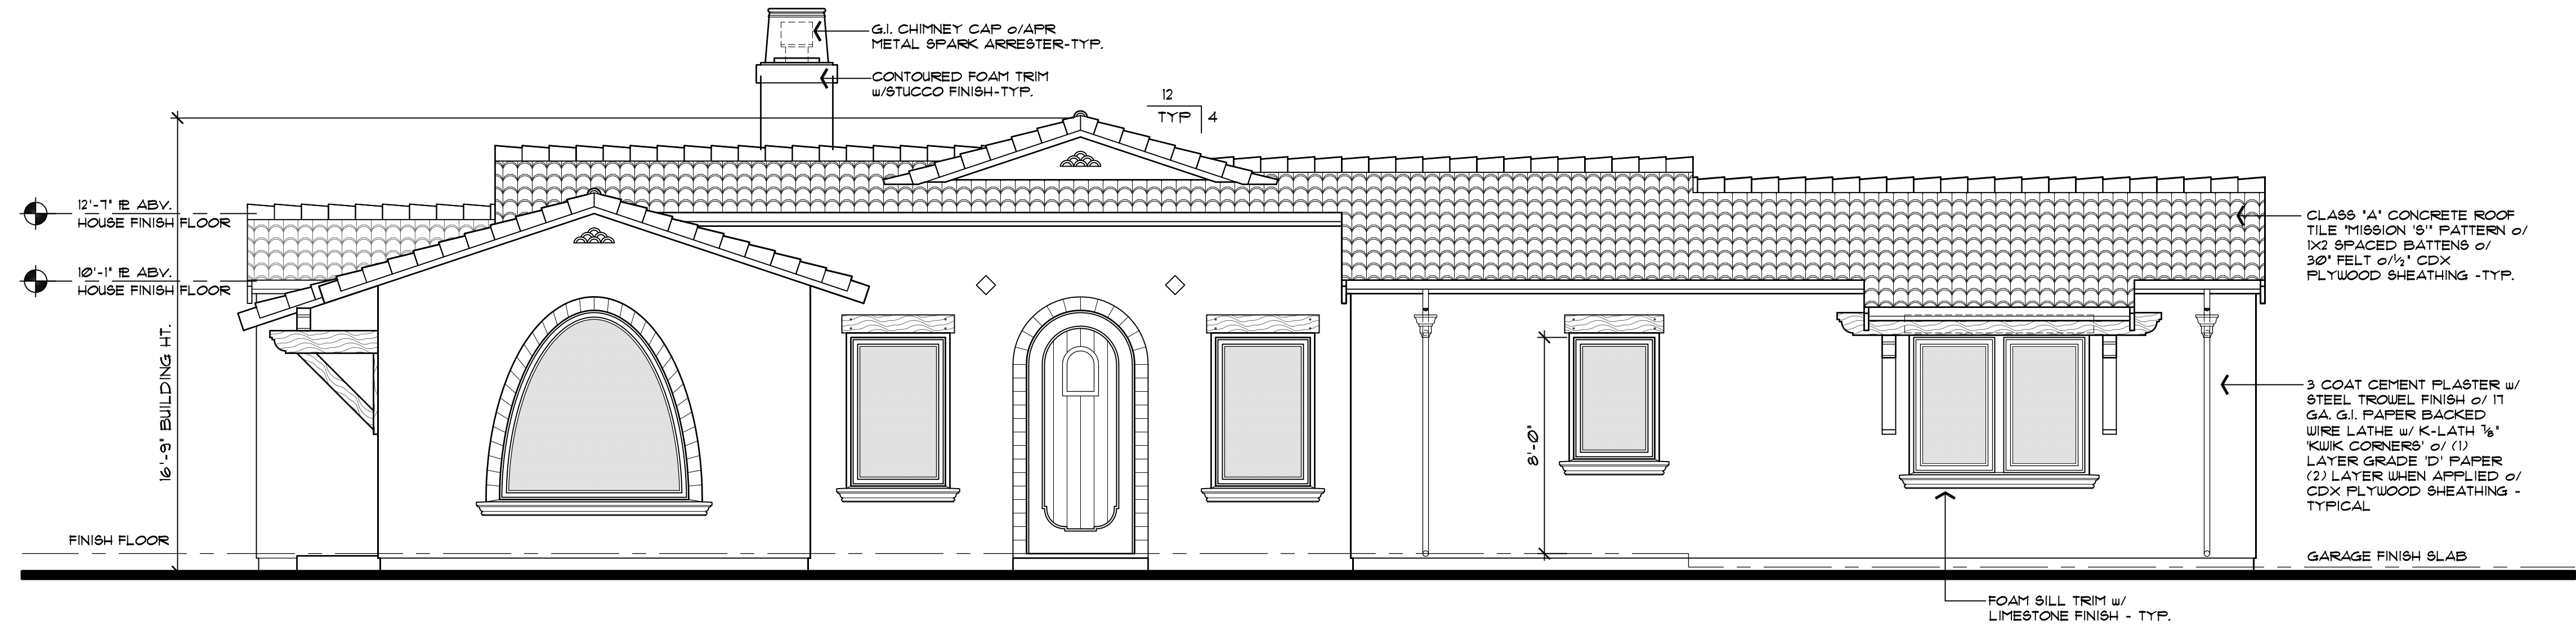 G.I. CHIMNEY CAP o/APR
METAL SPARK ARRESTER-TYP.
CONTOURED FOAM TRIM
w/STUCCO FINISH-TYP.
12
TYP
4
12'-7" ℄ ABV.
HOUSE FINISH FLOOR
10'-1" ℄ ABV.
HOUSE FINISH FLOOR
16'-9" BUILDING HT.
FINISH FLOOR
8'-0"
CLASS "A" CONCRETE ROOF
TILE "MISSION 'S'" PATTERN o/
1X2 SPACED BATTENS o/
30" FELT o/½" CDX
PLYWOOD SHEATHING -TYP.
3 COAT CEMENT PLASTER w/
STEEL TROWEL FINISH o/ 17
GA. G.I. PAPER BACKED
WIRE LATHE w/ K-LATH ⅞"
'KWIK CORNERS' o/ (1)
LAYER GRADE 'D' PAPER
(2) LAYER WHEN APPLIED o/
CDX PLYWOOD SHEATHING -
TYPICAL
GARAGE FINISH SLAB
FOAM SILL TRIM w/
LIMESTONE FINISH - TYP.